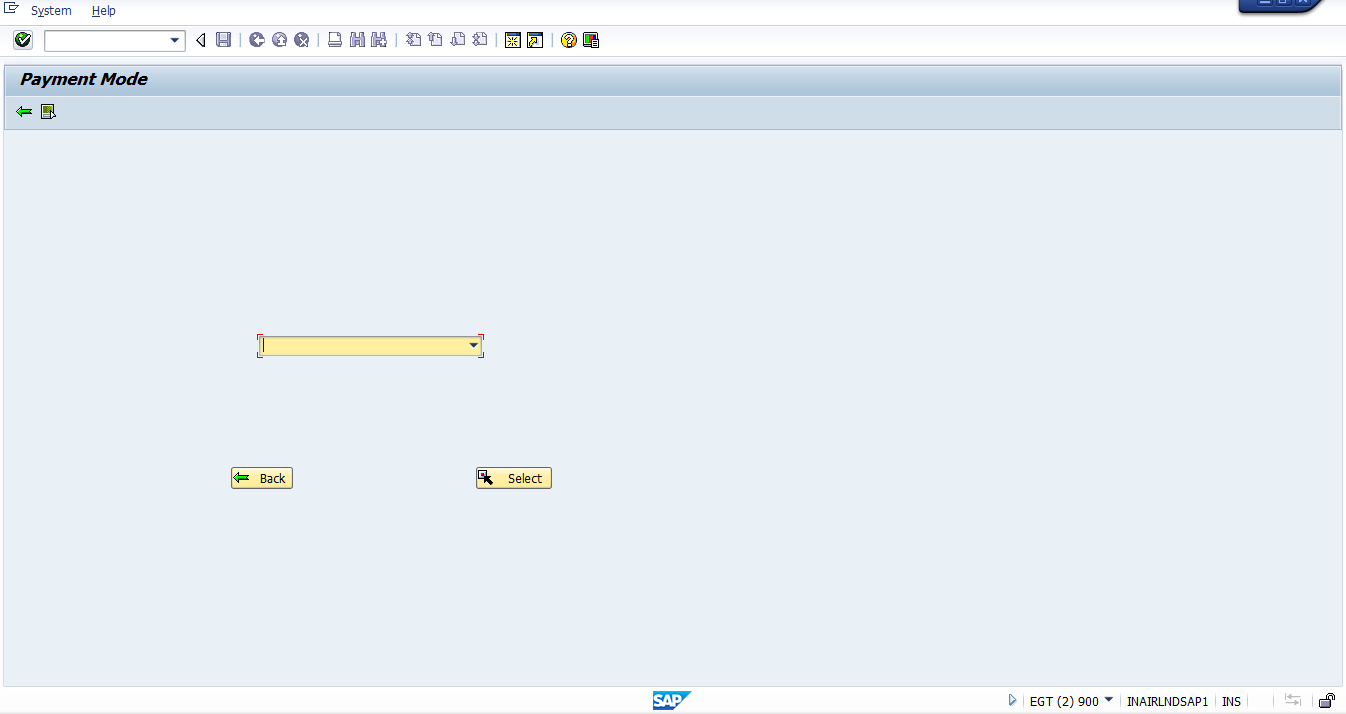 System Help
Payment Mode
Back Select
SAP EGT (2) 900 INAIRLNDSAP1 INS